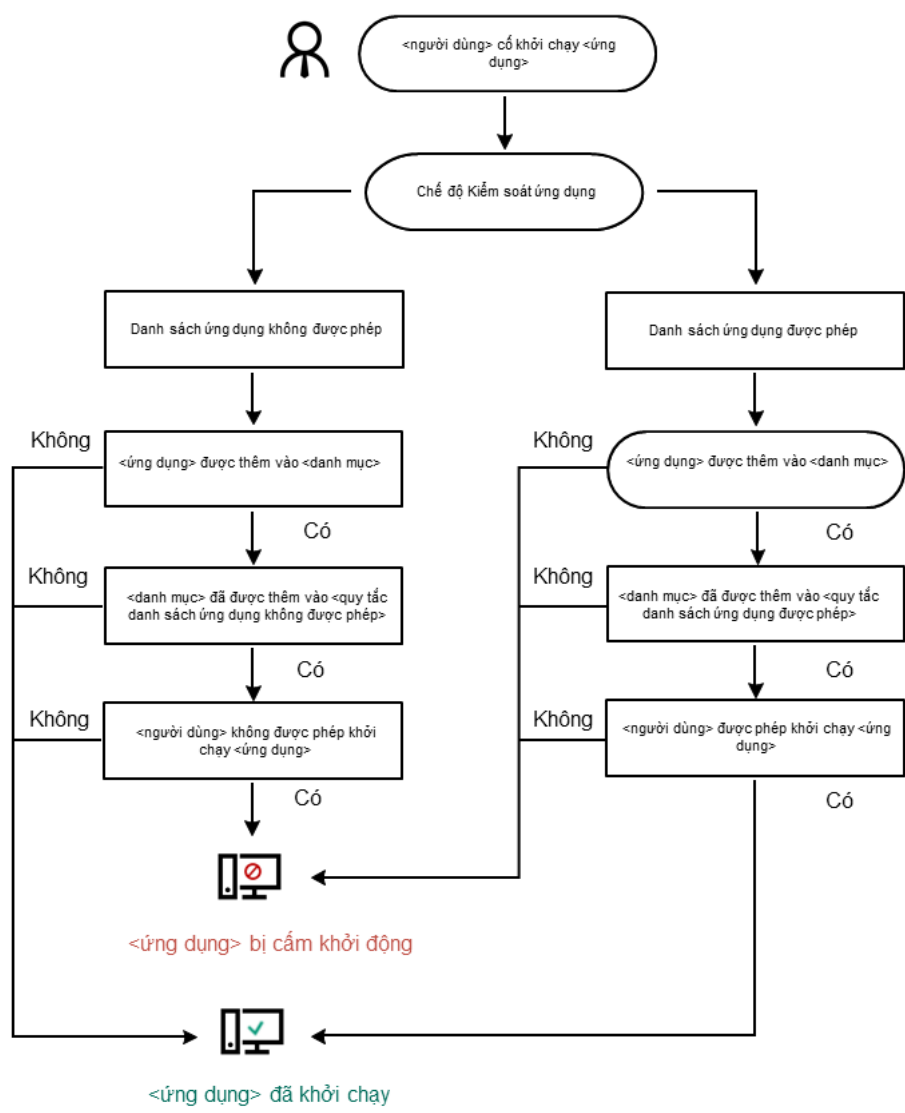 <người dùng> cố khởi chạy <ứng
dụng>
Chế độ Kiểm soát ứng dụng
Danh sách ứng dụng không được phép
Danh sách ứng dụng được phép
Không
<ứng dụng> được thêm vào <danh mục>
Không
<ứng dụng> được thêm vào <danh mục>
Có
Có
Không
<danh mục> đã được thêm vào <quy tắc
danh sách ứng dụng không được phép>
Không
<danh mục> đã được thêm vào <quy tắc
danh sách ứng dụng được phép>
Có
Có
Không
<người dùng> không được phép khởi
chạy <ứng dụng>
Không
<người dùng> được phép khởi chạy <ứng
dụng>
Có
Có
<ứng dụng> bị cấm khởi động
<ứng dụng> đã khởi chạy